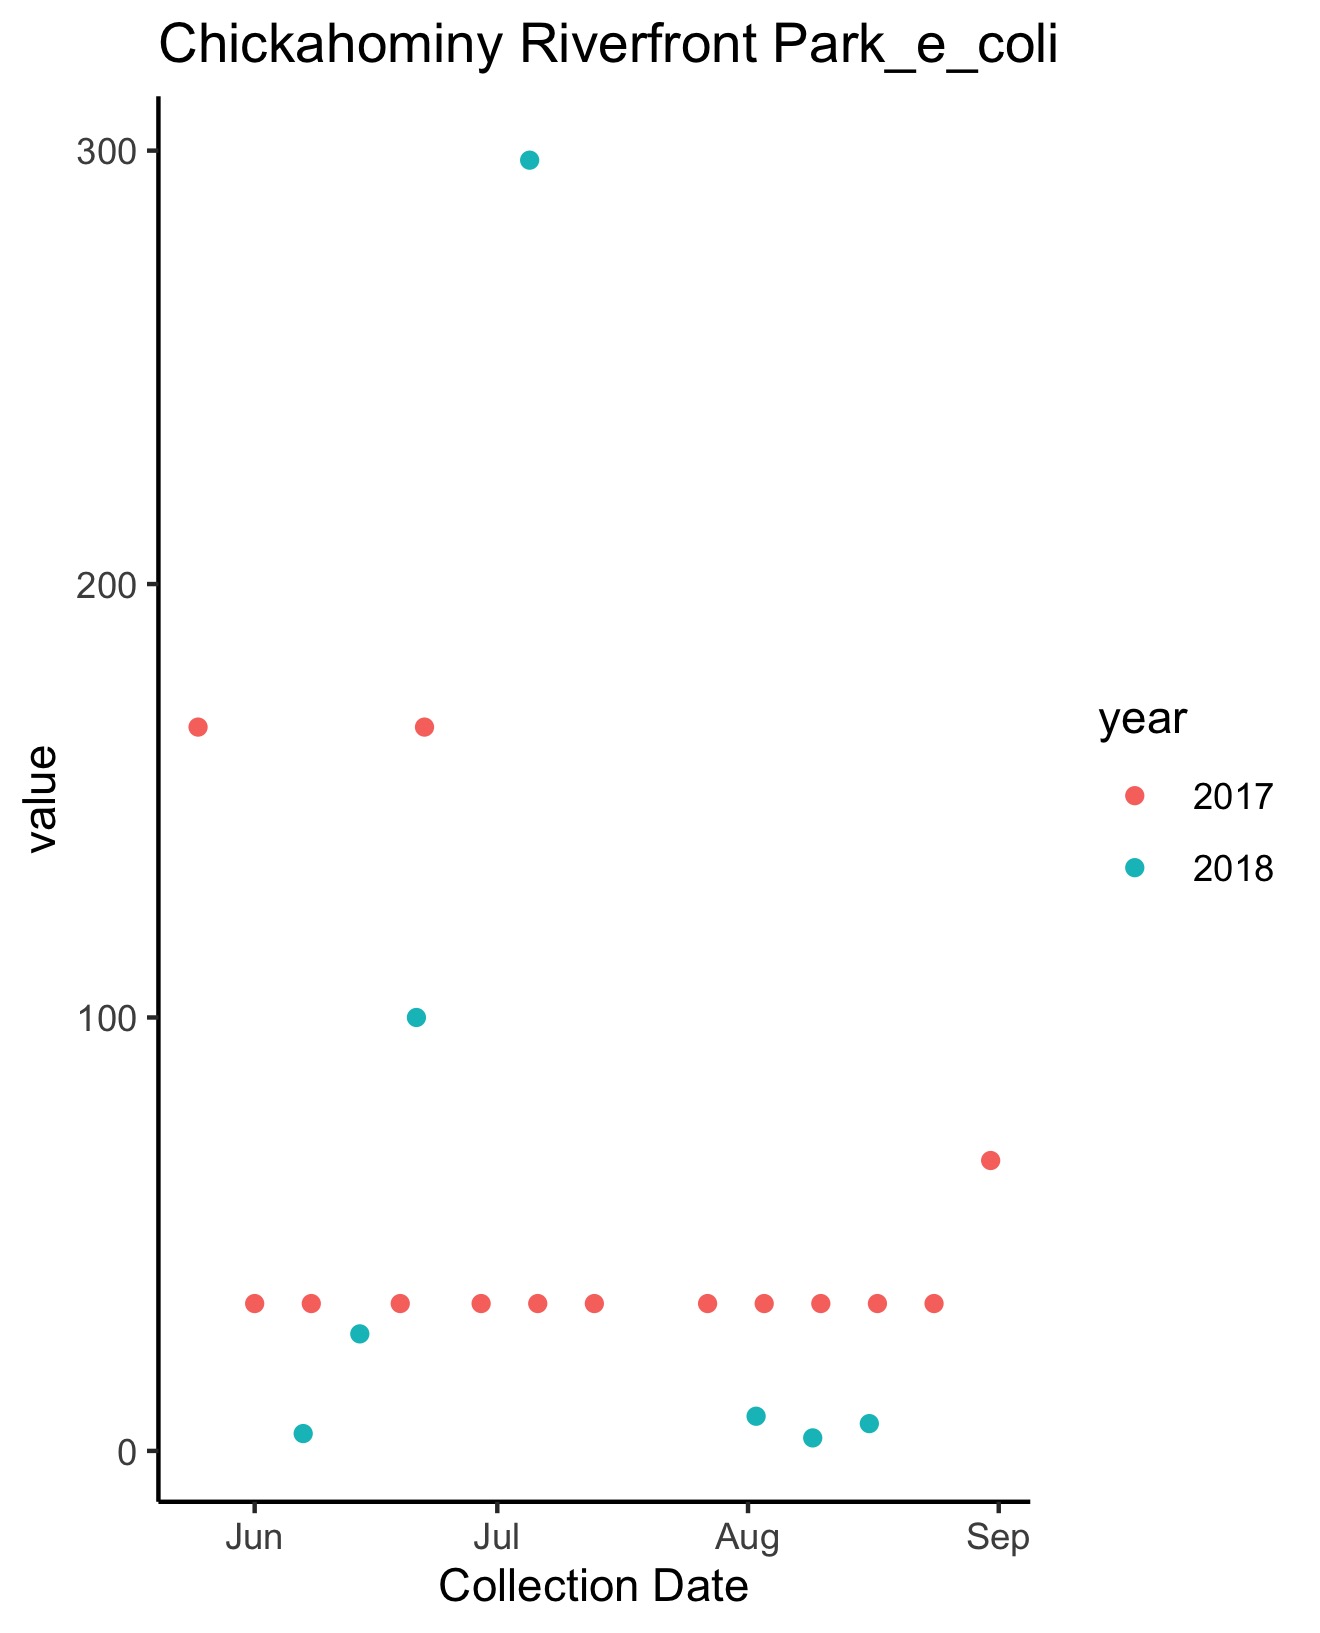 Chickahominy Riverfront Park_e_coli
300
200
100
0
value
Jun Jul Aug Sep
Collection Date
year
2017
2018